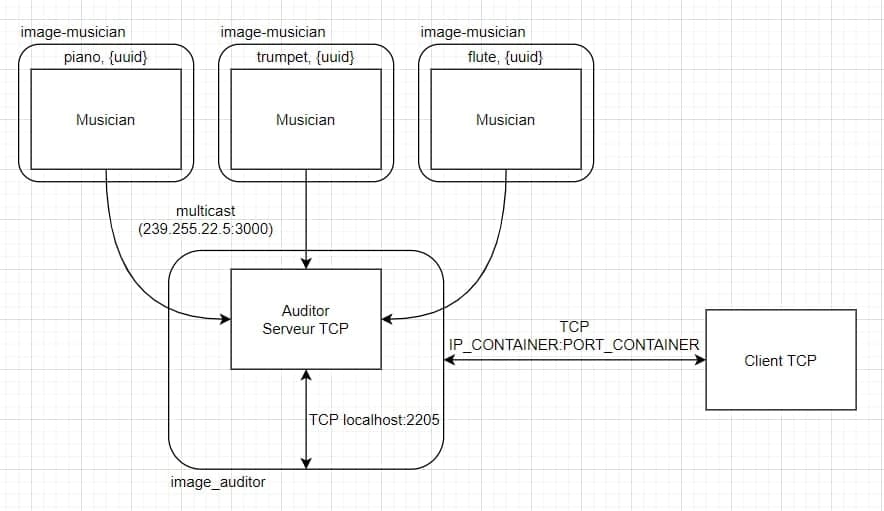 image-musician
image-musician
image-musician
piano, {uuid}
trumpet, {uuid}
flute, {uuid}
Musician
Musician
Musician
multicast
(239.255.22.5:3000)
Auditor
Serveur TCP
TCP
IP_CONTAINER:PORT_CONTAINER
Client TCP
TCP localhost:2205
image_auditor